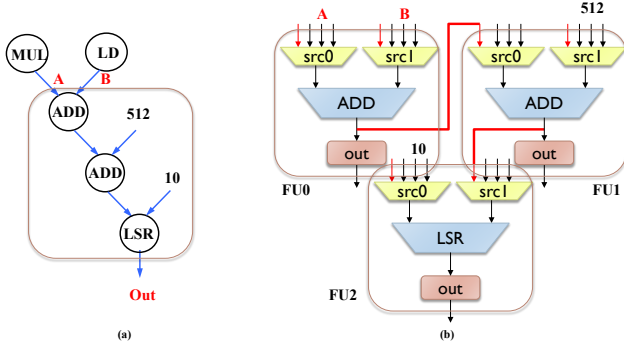 MUL LD
A B
ADD
512
ADD
10
LSR
Out
(a)
A B 512
src0 src1 src0 src1
ADD ADD
out 10 out
FU0 FU1
src0 src1
LSR
out
FU2
(b)